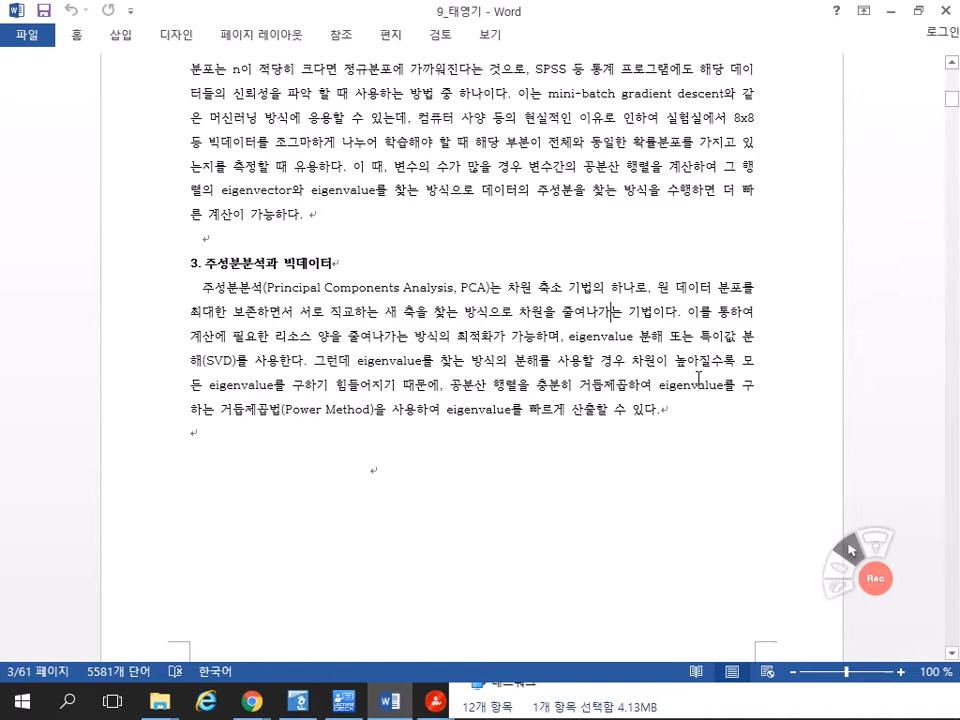 9_태영기 - Word
파일 홈 삽입 디자인 페이지 레이아웃 참조 편지 검토 보기 로그인
분포는 n이 적당히 크다면 정규분포에 가까워진다는 것으로, SPSS 등 통계 프로그램에도 해당 데이
터들의 신뢰성을 파악 할 때 사용하는 방법 중 하나이다. 이는 mini-batch gradient descent와 같
은 머신러닝 방식에 응용할 수 있는데, 컴퓨터 사양 등의 현실적인 이유로 인하여 실험실에서 8x8
등 빅데이터를 조그마하게 나누어 학습해야 할 때 해당 부분이 전체와 동일한 확률분포를 가지고 있
는지를 측정할 때 유용하다. 이 때, 변수의 수가 많을 경우 변수간의 공분산 행렬을 계산하여 그 행
렬의 eigenvector와 eigenvalue를 찾는 방식으로 데이터의 주성분을 찾는 방식을 수행하면 더 빠
른 계산이 가능하다.
3. 주성분분석과 빅데이터
주성분분석(Principal Components Analysis, PCA)는 차원 축소 기법의 하나로, 원 데이터 분포를
최대한 보존하면서 서로 직교하는 새 축을 찾는 방식으로 차원을 줄여나가는 기법이다. 이를 통하여
계산에 필요한 리소스 양을 줄여나가는 방식의 최적화가 가능하며, eigenvalue 분해 또는 특이값 분
해(SVD)를 사용한다. 그런데 eigenvalue를 찾는 방식의 분해를 사용할 경우 차원이 높아질수록 모
든 eigenvalue를 구하기 힘들어지기 때문에, 공분산 행렬을 충분히 거듭제곱하여 eigenvalue를 구
하는 거듭제곱법(Power Method)을 사용하여 eigenvalue를 빠르게 산출할 수 있다.
Rec
3/61 페이지 5581개 단어 한국어 100 %
네트워크
12개 항목 1개 항목 선택함 4.13MB